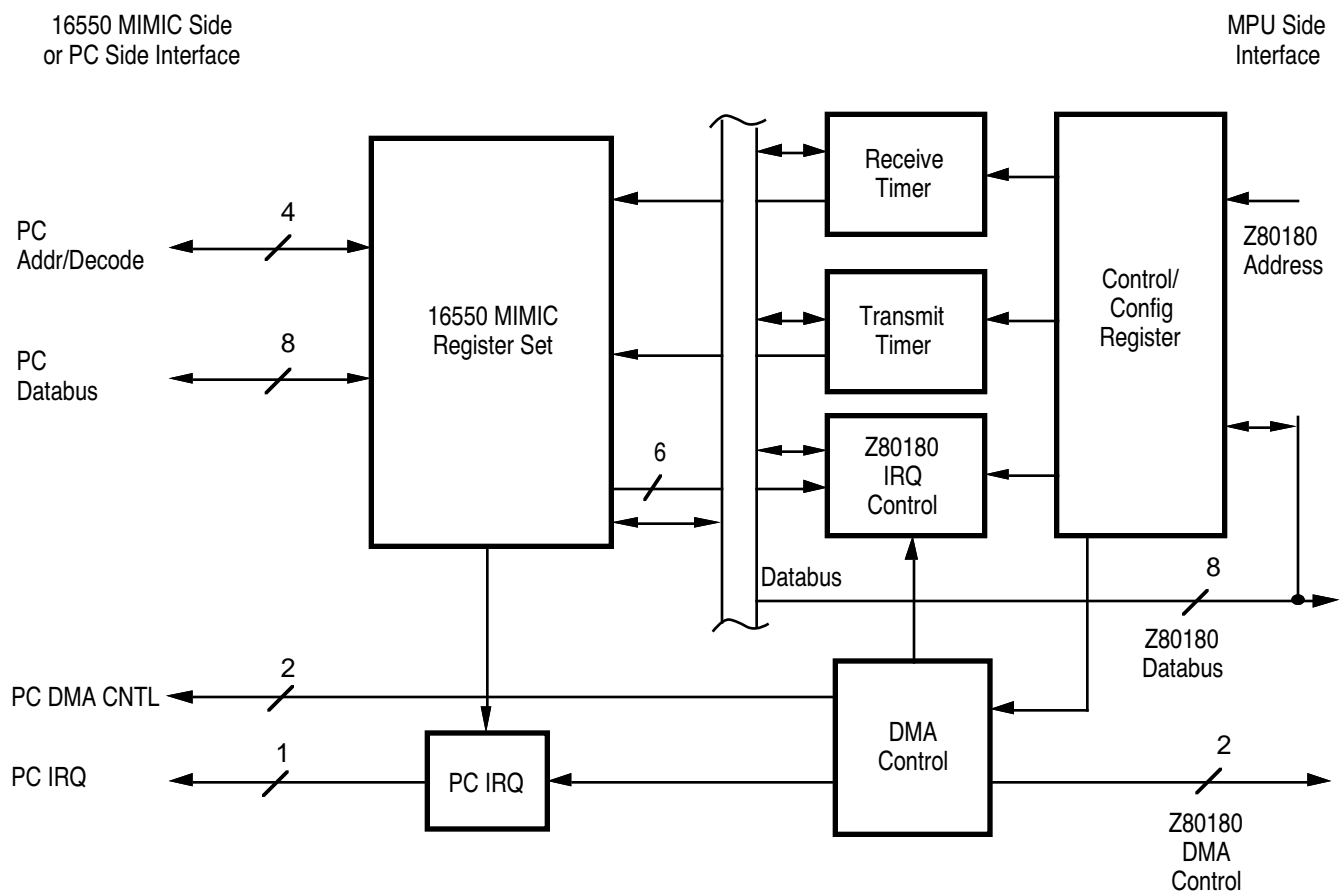 16550 MIMIC Side
or PC Side Interface
MPU Side
Interface
Receive
Timer
4
PC
Addr/Decode
Z80180
Address
16550 MIMIC
Register Set
Transmit
Timer
Control/
Config
Register
8
PC
Databus
6
Z80180
IRQ
Control
Databus
8
Z80180
Databus
PC DMA CNTL
2
DMA
Control
PC IRQ
1
PC IRQ
2
Z80180
DMA
Control